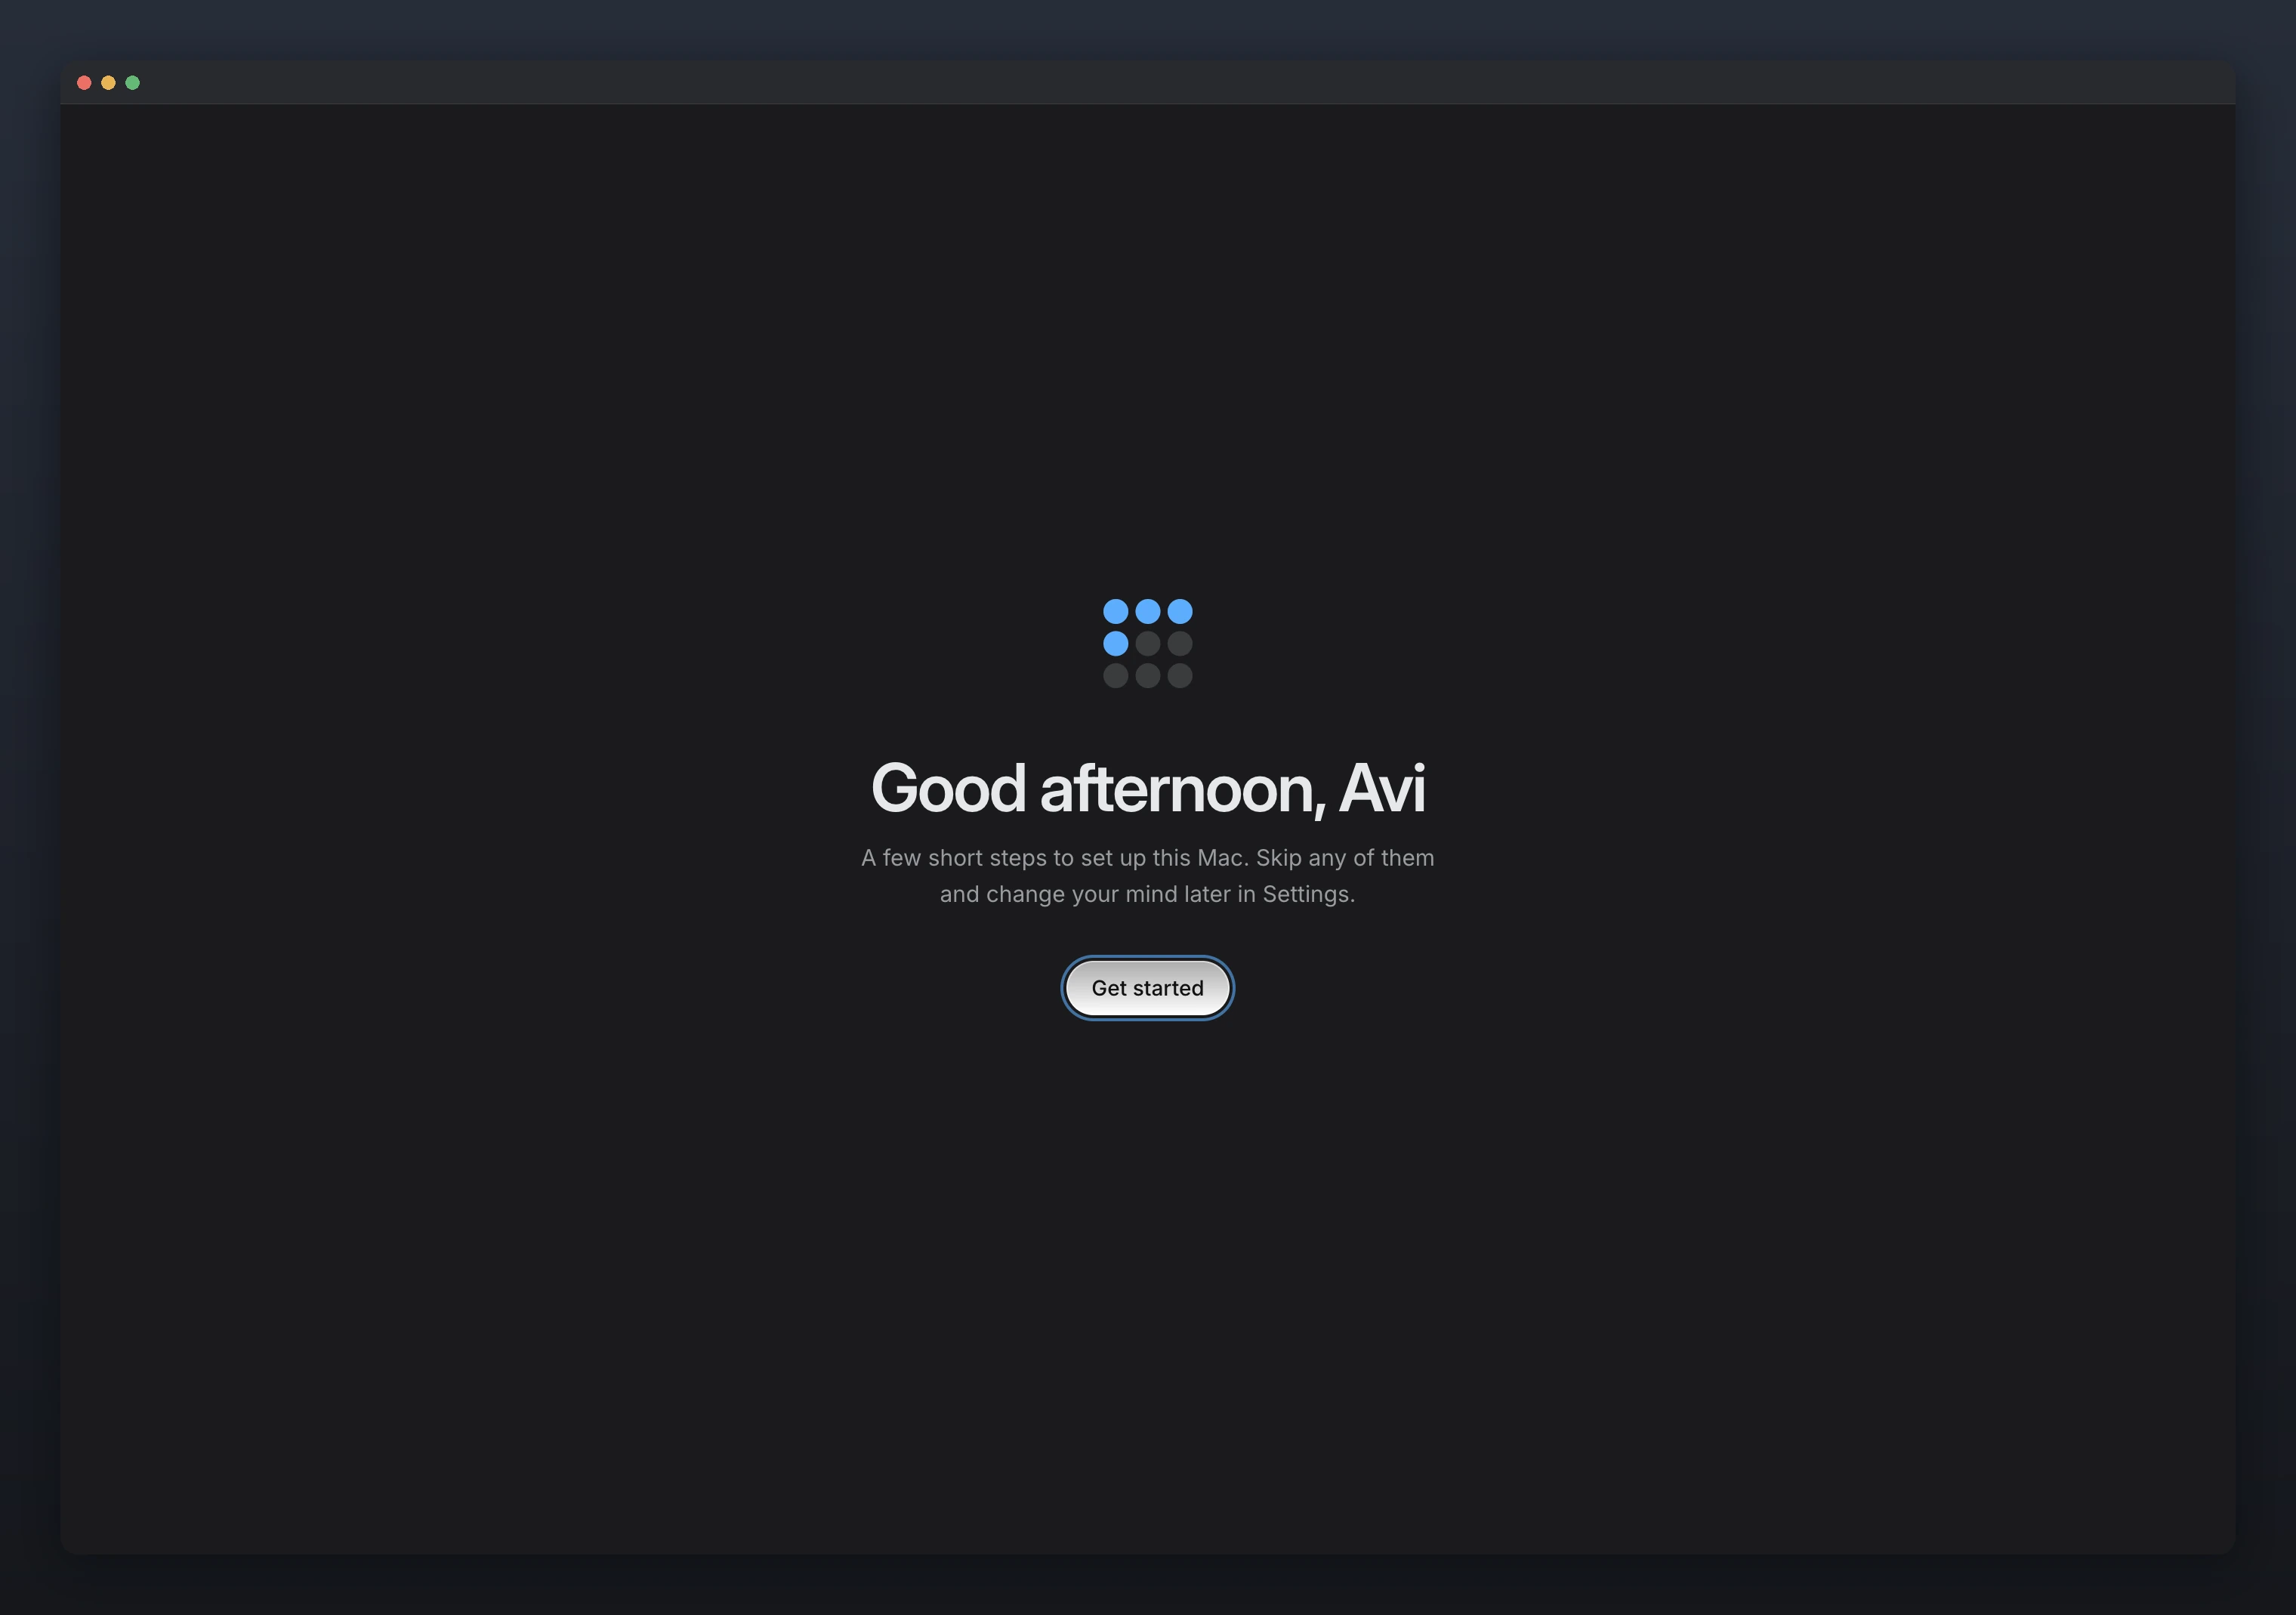 Good afternoon, Avi
A few short steps to set up this Mac. Skip any of them
and change your mind later in Settings.
Get started